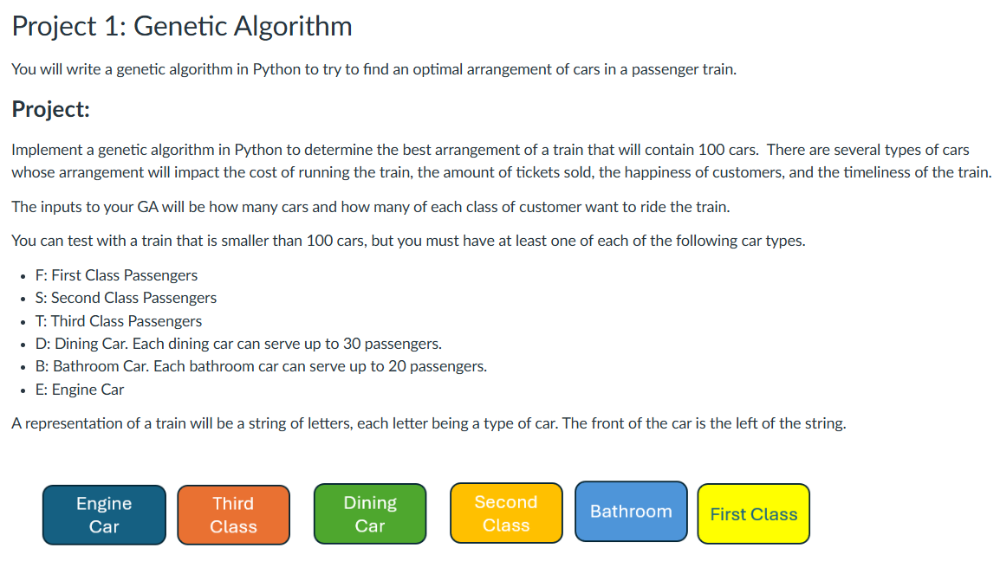 Project 1: Genetic Algorithm
You will write a genetic algorithm in Python to try to find an optimal arrangement of cars in a passenger train.
Project:
Implement a genetic algorithm in Python to determine the best arrangement of a train that will contain 100 cars.  There are several types of cars
whose arrangement will impact the cost of running the train, the amount of tickets sold, the happiness of customers, and the timeliness of the train.
The inputs to your GA will be how many cars and how many of each class of customer want to ride the train.
You can test with a train that is smaller than 100 cars, but you must have at least one of each of the following car types.
• F: First Class Passengers
• S: Second Class Passengers
• T: Third Class Passengers
• D: Dining Car. Each dining car can serve up to 30 passengers.
• B: Bathroom Car. Each bathroom car can serve up to 20 passengers.
• E: Engine Car
A representation of a train will be a string of letters, each letter being a type of car. The front of the car is the left of the string.
Engine
Car
Third
Class
Dining
Car
Second
Class
Bathroom
First Class